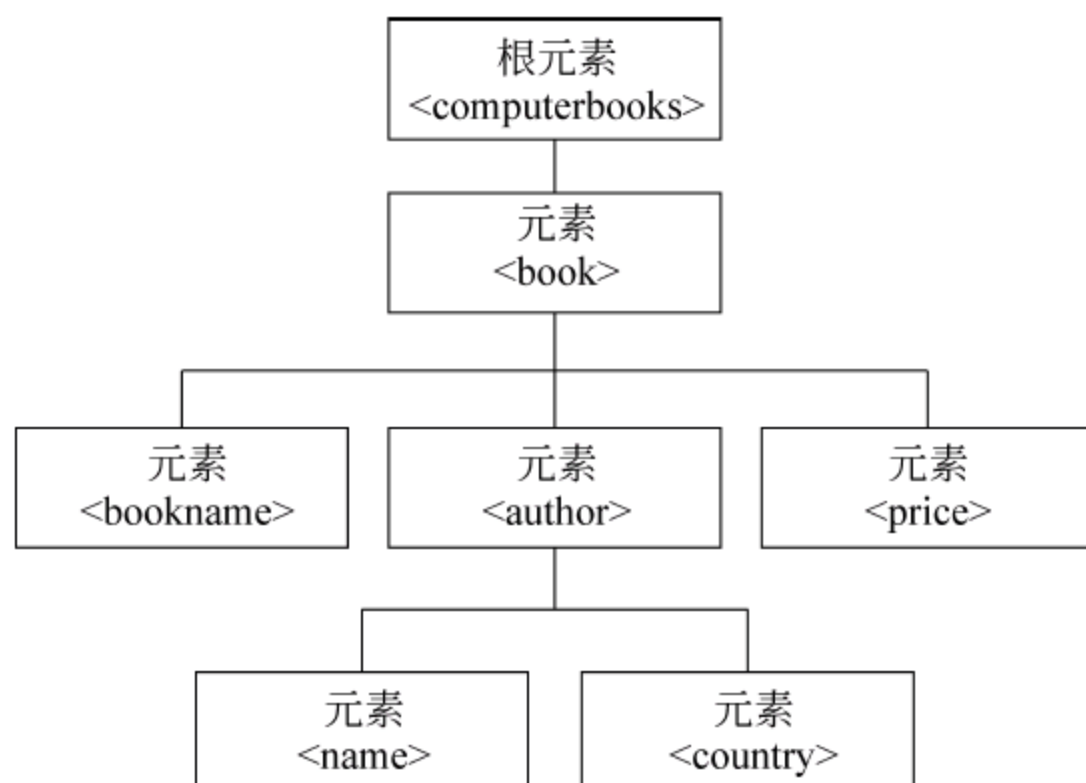 根元素
<computerbooks>
元素
<book>
元素
<bookname>
元素
<author>
元素
<price>
元素
<name>
元素
<country>